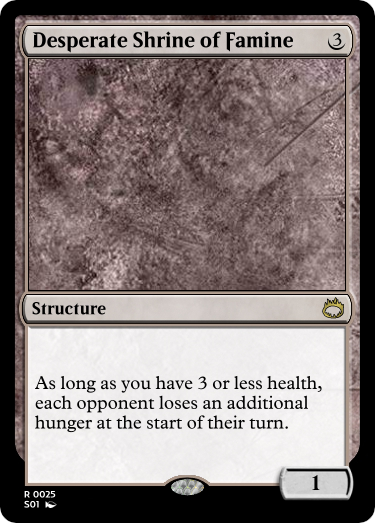 Desperate Shrine of Famine 3
Structure
As long as you have 3 or less health,
each opponent loses an additional
hunger at the start of their turn.
1
R 0025
S01